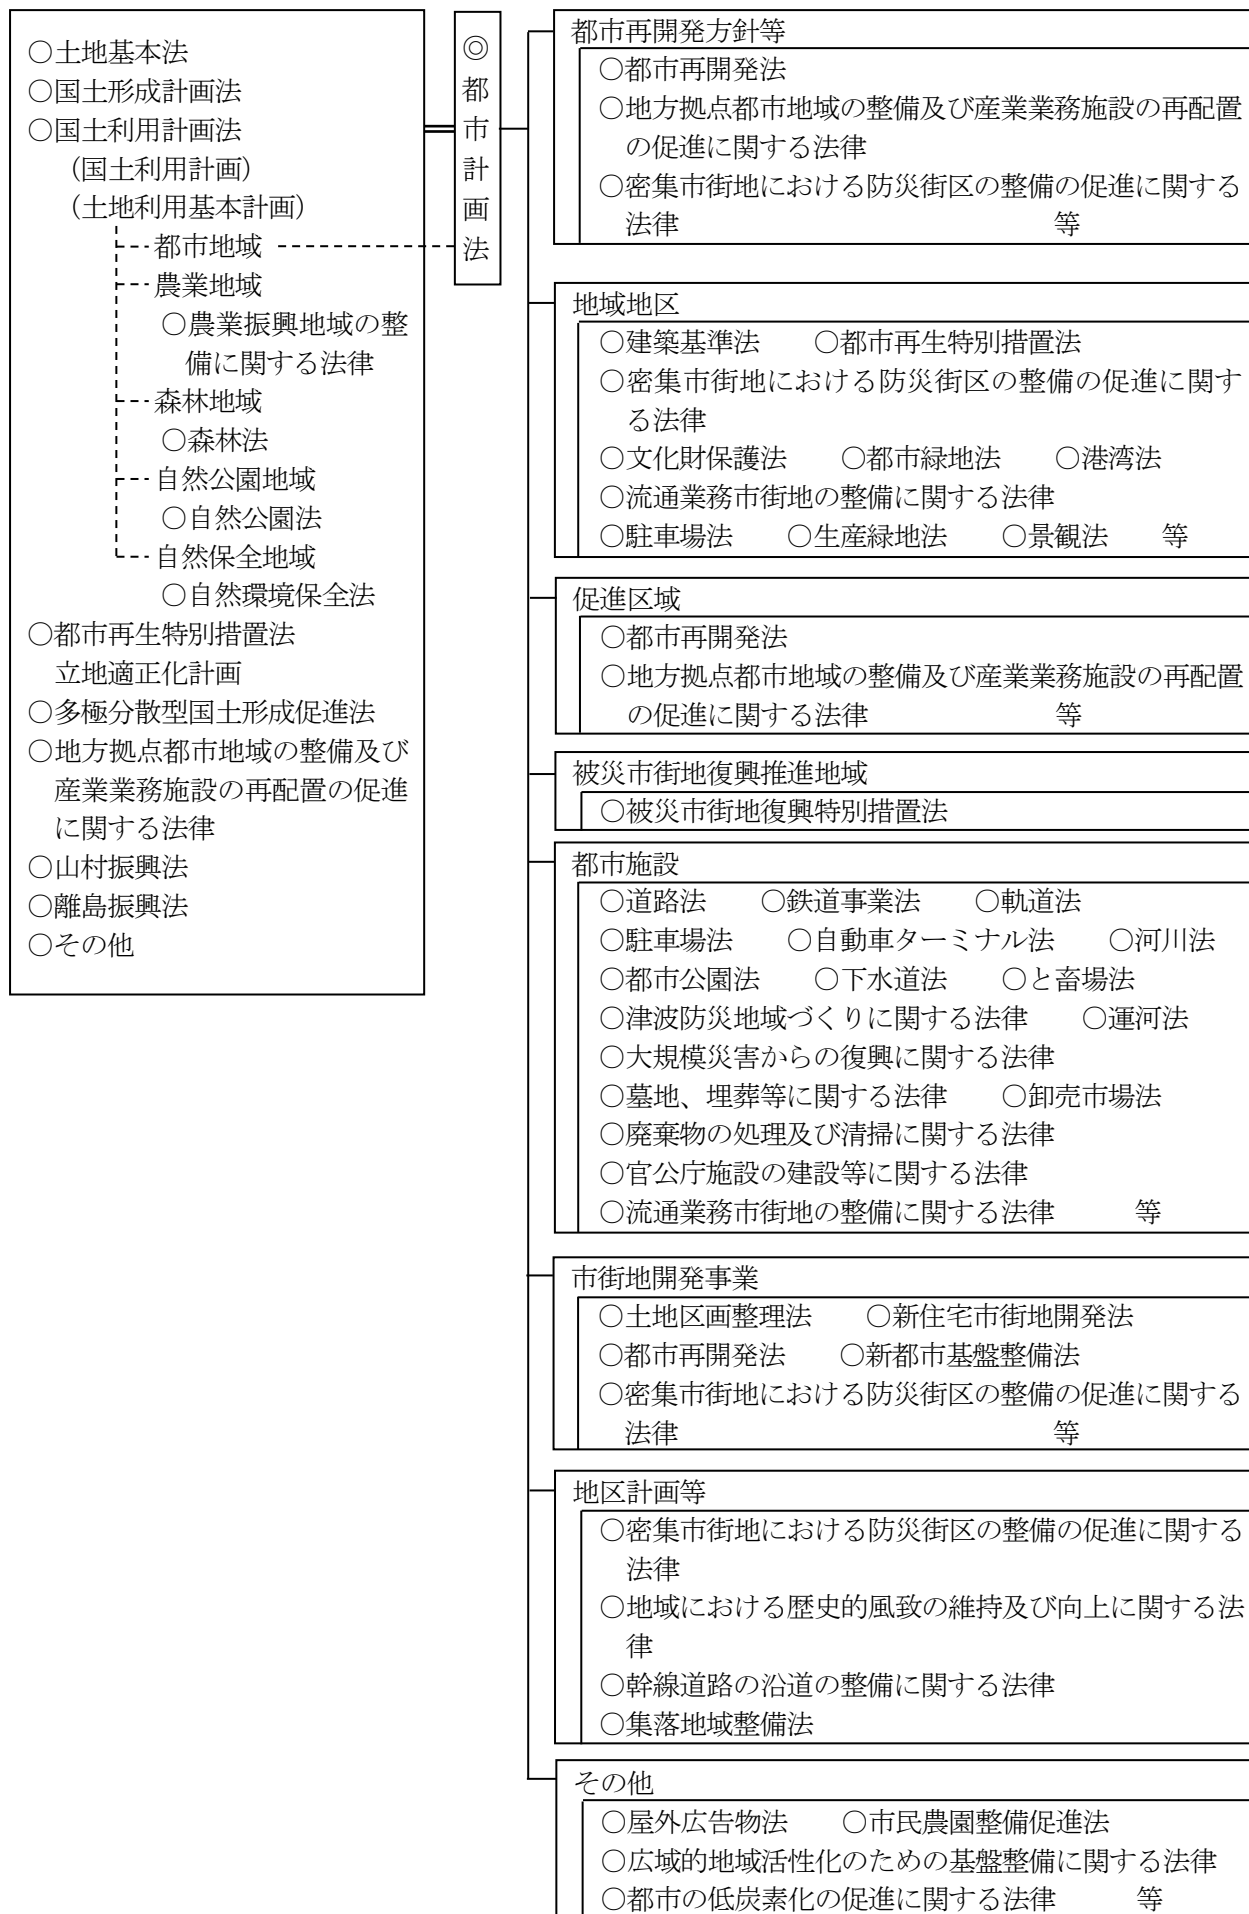 ○土地基本法
○国土形成計画法
○国土利用計画法
(国土利用計画)
(土地利用基本計画)
都市地域
農業地域
○農業振興地域の整
備に関する法律
森林地域
○森林法
自然公園地域
○自然公園法
自然保全地域
○自然環境保全法
○都市再生特別措置法
立地適正化計画
○多極分散型国土形成促進法
○地方拠点都市地域の整備及び
産業業務施設の再配置の促進
に関する法律
○山村振興法
○離島振興法
○その他
◎都市計画法
都市再開発方針等
○都市再開発法
○地方拠点都市地域の整備及び産業業務施設の再配置
の促進に関する法律
○密集市街地における防災街区の整備の促進に関する
法律 等
地域地区
○建築基準法 ○都市再生特別措置法
○密集市街地における防災街区の整備の促進に関す
る法律
○文化財保護法 ○都市緑地法 ○港湾法
○流通業務市街地の整備に関する法律
○駐車場法 ○生産緑地法 ○景観法 等
促進区域
○都市再開発法
○地方拠点都市地域の整備及び産業業務施設の再配置
の促進に関する法律 等
被災市街地復興推進地域
○被災市街地復興特別措置法
都市施設
○道路法 ○鉄道事業法 ○軌道法
○駐車場法 ○自動車ターミナル法 ○河川法
○都市公園法 ○下水道法 ○と畜場法
○津波防災地域づくりに関する法律 ○運河法
○大規模災害からの復興に関する法律
○墓地、埋葬等に関する法律 ○卸売市場法
○廃棄物の処理及び清掃に関する法律
○官公庁施設の建設等に関する法律
○流通業務市街地の整備に関する法律 等
市街地開発事業
○土地区画整理法 ○新住宅市街地開発法
○都市再開発法 ○新都市基盤整備法
○密集市街地における防災街区の整備の促進に関する
法律 等
地区計画等
○密集市街地における防災街区の整備の促進に関する
法律
○地域における歴史的風致の維持及び向上に関する法
律
○幹線道路の沿道の整備に関する法律
○集落地域整備法
その他
○屋外広告物法 ○市民農園整備促進法
○広域的地域活性化のための基盤整備に関する法律
○都市の低炭素化の促進に関する法律 等